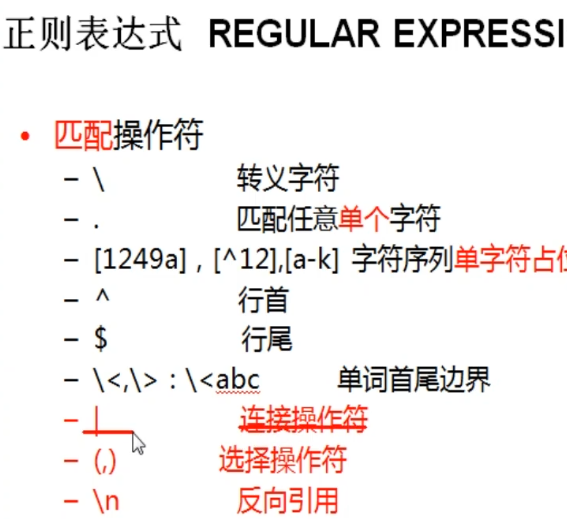 正则表达式 REGULAR EXPRESSI
• 匹配操作符
– \ 转义字符
– . 匹配任意单个字符
– [1249a] , [^12],[a-k] 字符序列单字符占位
– ^ 行首
– $ 行尾
– \<,\> : \<abc 单词首尾边界
– | 连接操作符
– (,) 选择操作符
– \n 反向引用